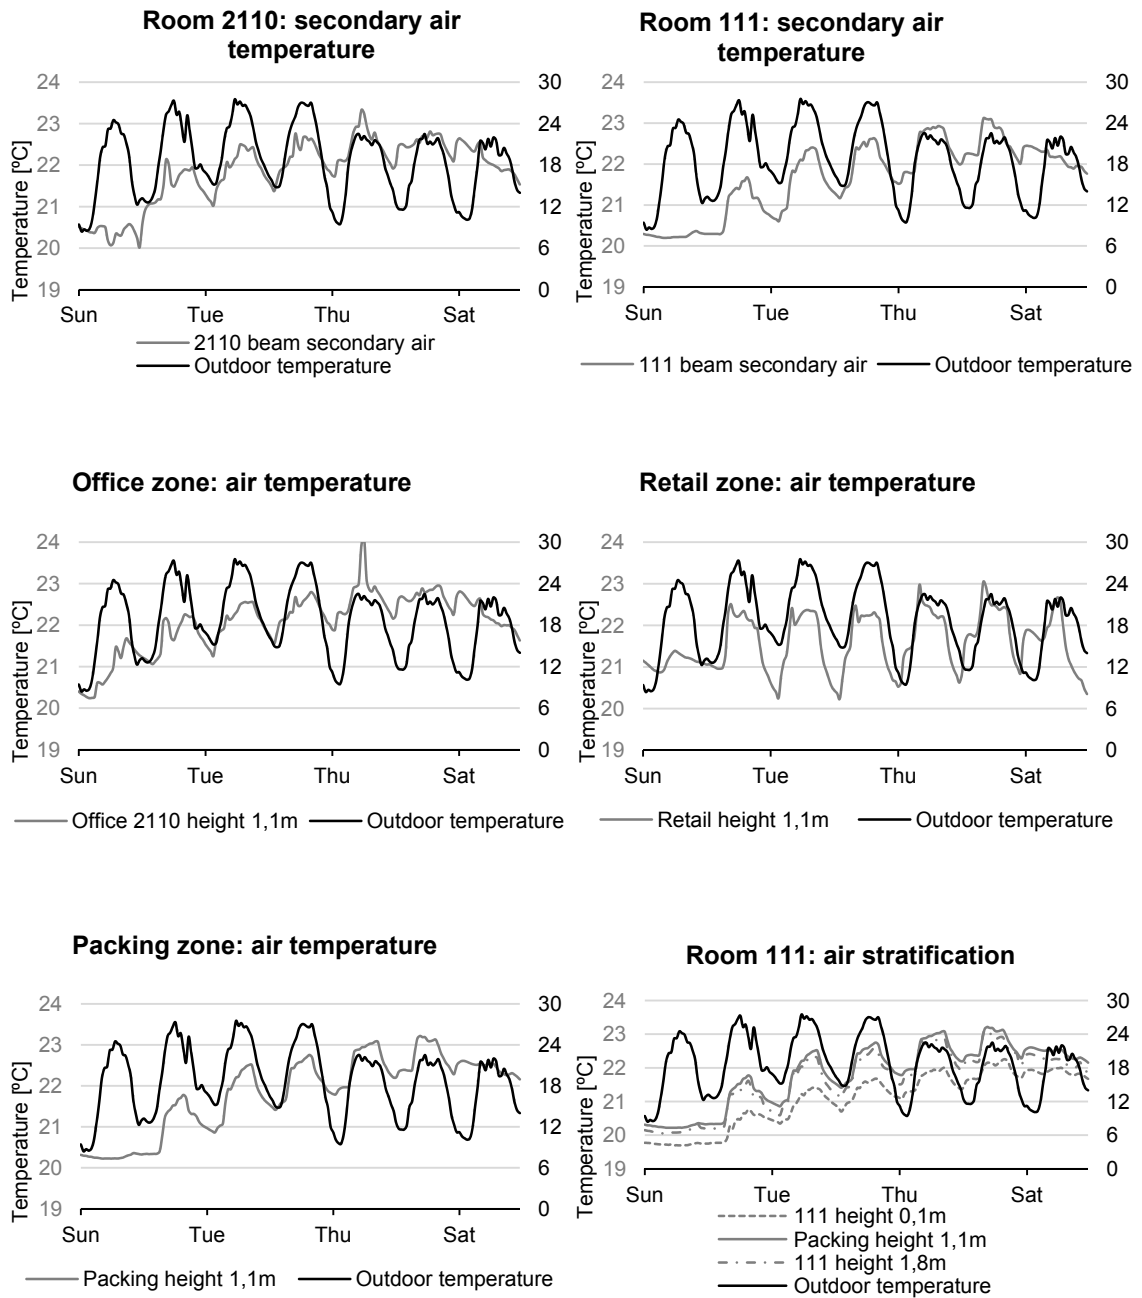 Room 2110: secondary air
temperature
Temperature [ºC]
24
23
22
21
20
19
30
24
18
12
6
0
Sun
Tue
Thu
Sat
2110 beam secondary air
Outdoor temperature
Room 111: secondary air
temperature
Temperature [ºC]
24
23
22
21
20
19
30
24
18
12
6
0
Sun
Tue
Thu
Sat
111 beam secondary air
Outdoor temperature
Office zone: air temperature
Temperature [ºC]
24
23
22
21
20
19
30
24
18
12
6
0
Sun
Tue
Thu
Sat
Office 2110 height 1,1m
Outdoor temperature
Retail zone: air temperature
Temperature [ºC]
24
23
22
21
20
19
30
24
18
12
6
0
Sun
Tue
Thu
Sat
Retail height 1,1m
Outdoor temperature
Packing zone: air temperature
Temperature [ºC]
24
23
22
21
20
19
30
24
18
12
6
0
Sun
Tue
Thu
Sat
Packing height 1,1m
Outdoor temperature
Room 111: air stratification
Temperature [ºC]
24
23
22
21
20
19
30
24
18
12
6
0
Sun
Tue
Thu
Sat
111 height 0,1m
Packing height 1,1m
111 height 1,8m
Outdoor temperature